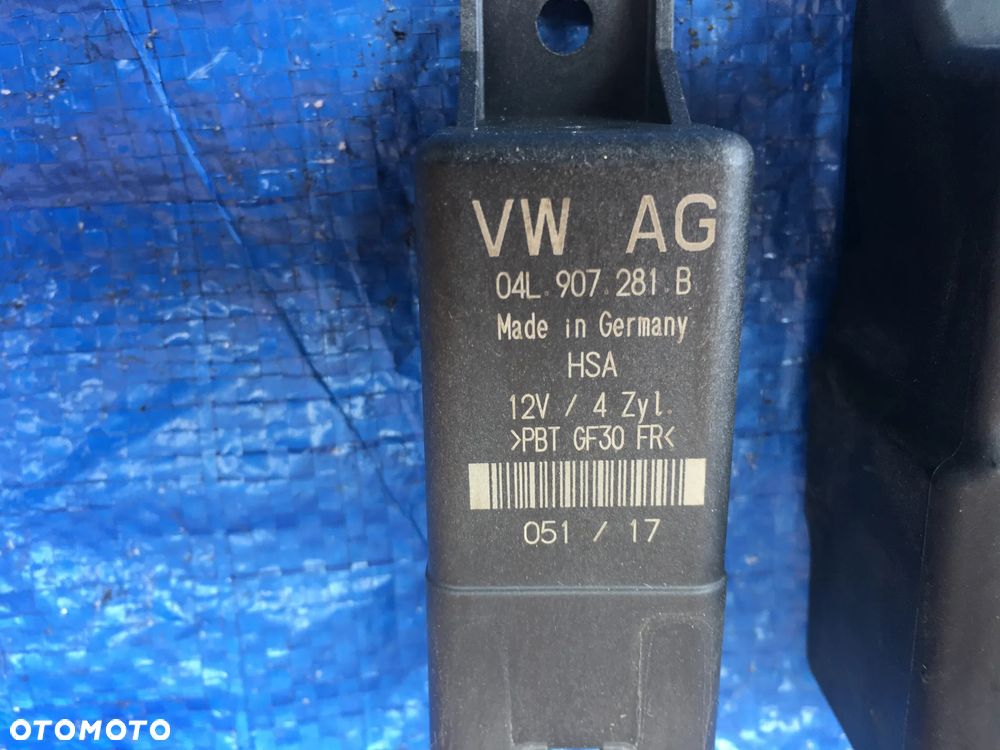 VW AG
04L.907.281.B
Made in Germany
HSA
12V / 4 Zyl.
>PBT GF30 FR<
051 / 17
OTOMOTO